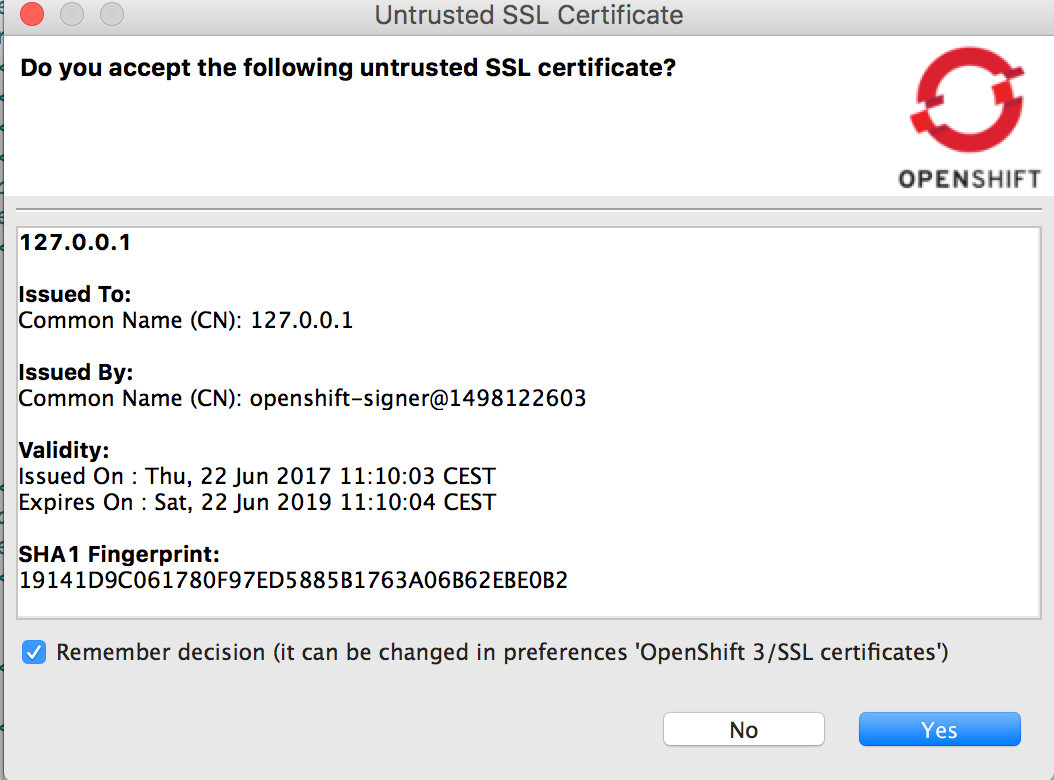 Untrusted SSL Certificate
Do you accept the following untrusted SSL certificate?
OPENSHIFT
127.0.0.1
Issued To:
Common Name (CN): 127.0.0.1
Issued By:
Common Name (CN): openshift-signer@1498122603
Validity:
Issued On : Thu, 22 Jun 2017 11:10:03 CEST
Expires On : Sat, 22 Jun 2019 11:10:04 CEST
SHA1 Fingerprint:
19141D9C061780F97ED5885B1763A06B62EBE0B2
Remember decision (it can be changed in preferences 'OpenShift 3/SSL certificates')
No
Yes